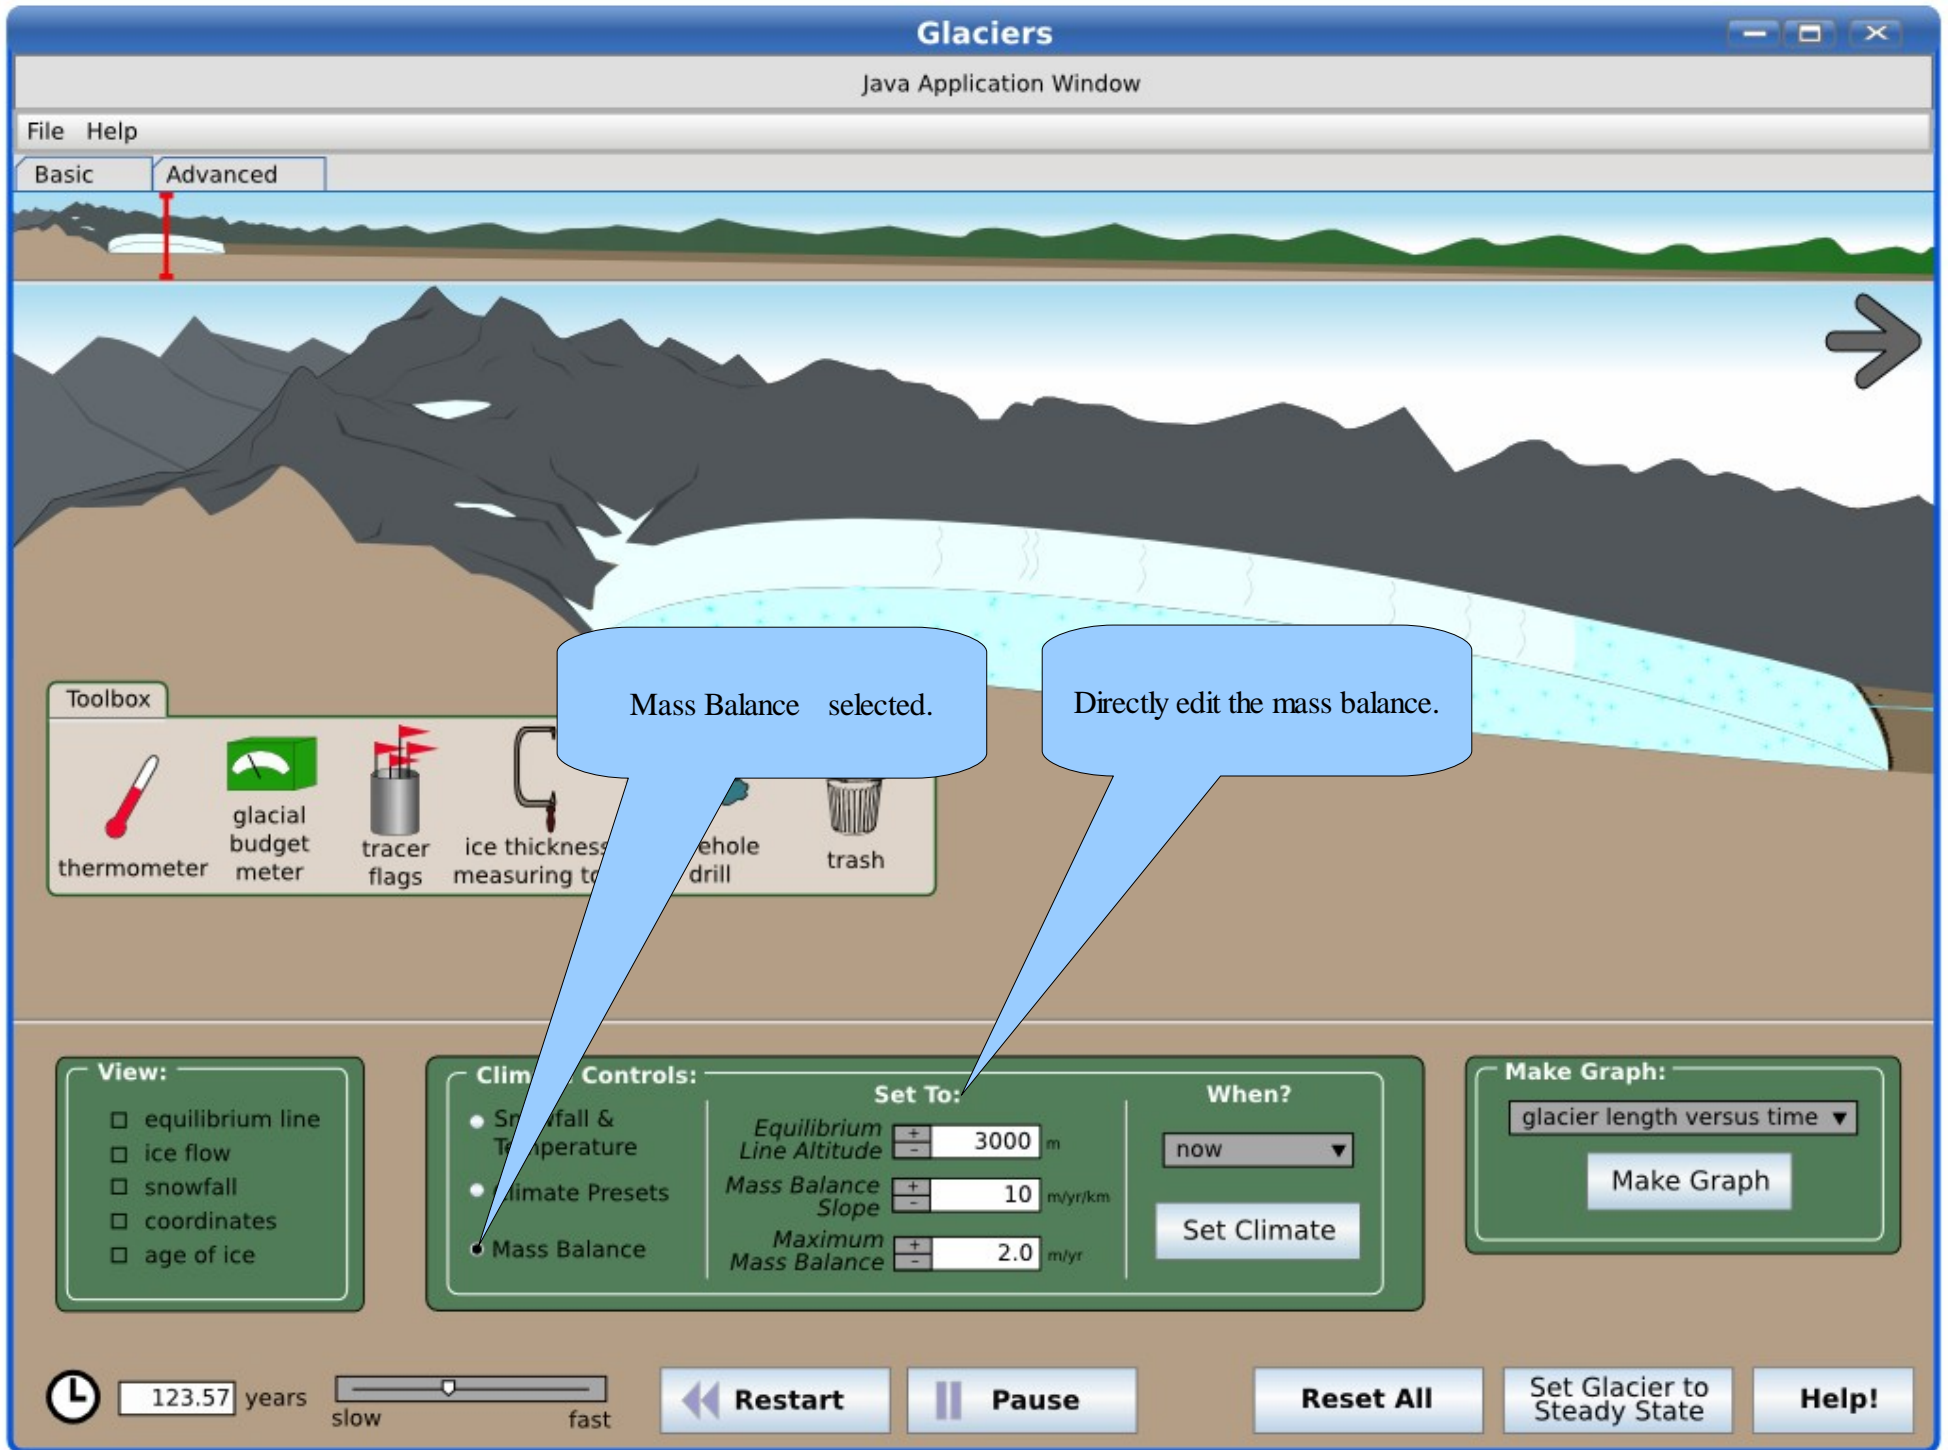 Glaciers
Java Application Window
File Help
Basic Advanced
Mass Balance selected.
Directly edit the mass balance.
Toolbox
thermometer
glacial
budget
meter
tracer
flags
ice thickness
measuring
drill
trash
View:
equilibrium line
ice flow
snowfall
coordinates
age of ice
Controls:
Snowfall &
Temperature
Climate Presets
Mass Balance
Set To:
Equilibrium
Line Altitude
3000 m
Mass Balance
Slope
10 m/yr/km
Maximum
Mass Balance
2.0 m/yr
When?
now
Set Climate
Make Graph:
glacier length versus time
Make Graph
123.57 years
slow fast
Restart
Pause
Reset All
Set Glacier to
Steady State
Help!